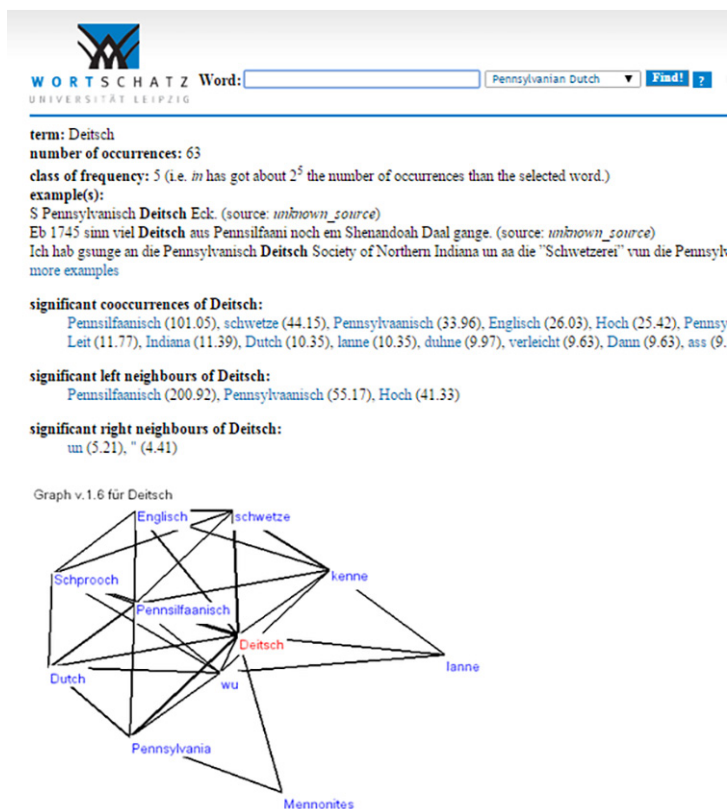 WORTSCHATZ Word: Pennsylvanian Dutch ▼ Find! ?
UNIVERSITÄT LEIPZIG
term: Deitsch
number of occurrences: 63
class of frequency: 5 (i.e. in has got about 2⁵ the number of occurrences than the selected word.)
example(s):
S Pennsylvanisch Deitsch Eck. (source: unknown_source)
Eb 1745 sinn viel Deitsch aus Pennsilfaani noch em Shenandoah Daal gange. (source: unknown_source)
Ich hab gsunge an die Pennsylvanisch Deitsch Society of Northern Indiana un aa die "Schwetzerei" vun die Pennsylv
more examples
significant cooccurrences of Deitsch:
Pennsilfaanisch (101.05), schwetze (44.15), Pennsylvaanisch (33.96), Englisch (26.03), Hoch (25.42), Pennsy
Leit (11.77), Indiana (11.39), Dutch (10.35), lanne (10.35), duhne (9.97), verleicht (9.63), Dann (9.63), ass (9.
significant left neighbours of Deitsch:
Pennsilfaanisch (200.92), Pennsylvaanisch (55.17), Hoch (41.33)
significant right neighbours of Deitsch:
un (5.21), " (4.41)
Graph v.1.6 für Deitsch
Englisch schwetze
Schprooch kenne
Pennsilfaanisch
Deitsch
lanne
Dutch wu
Pennsylvania
Mennonites